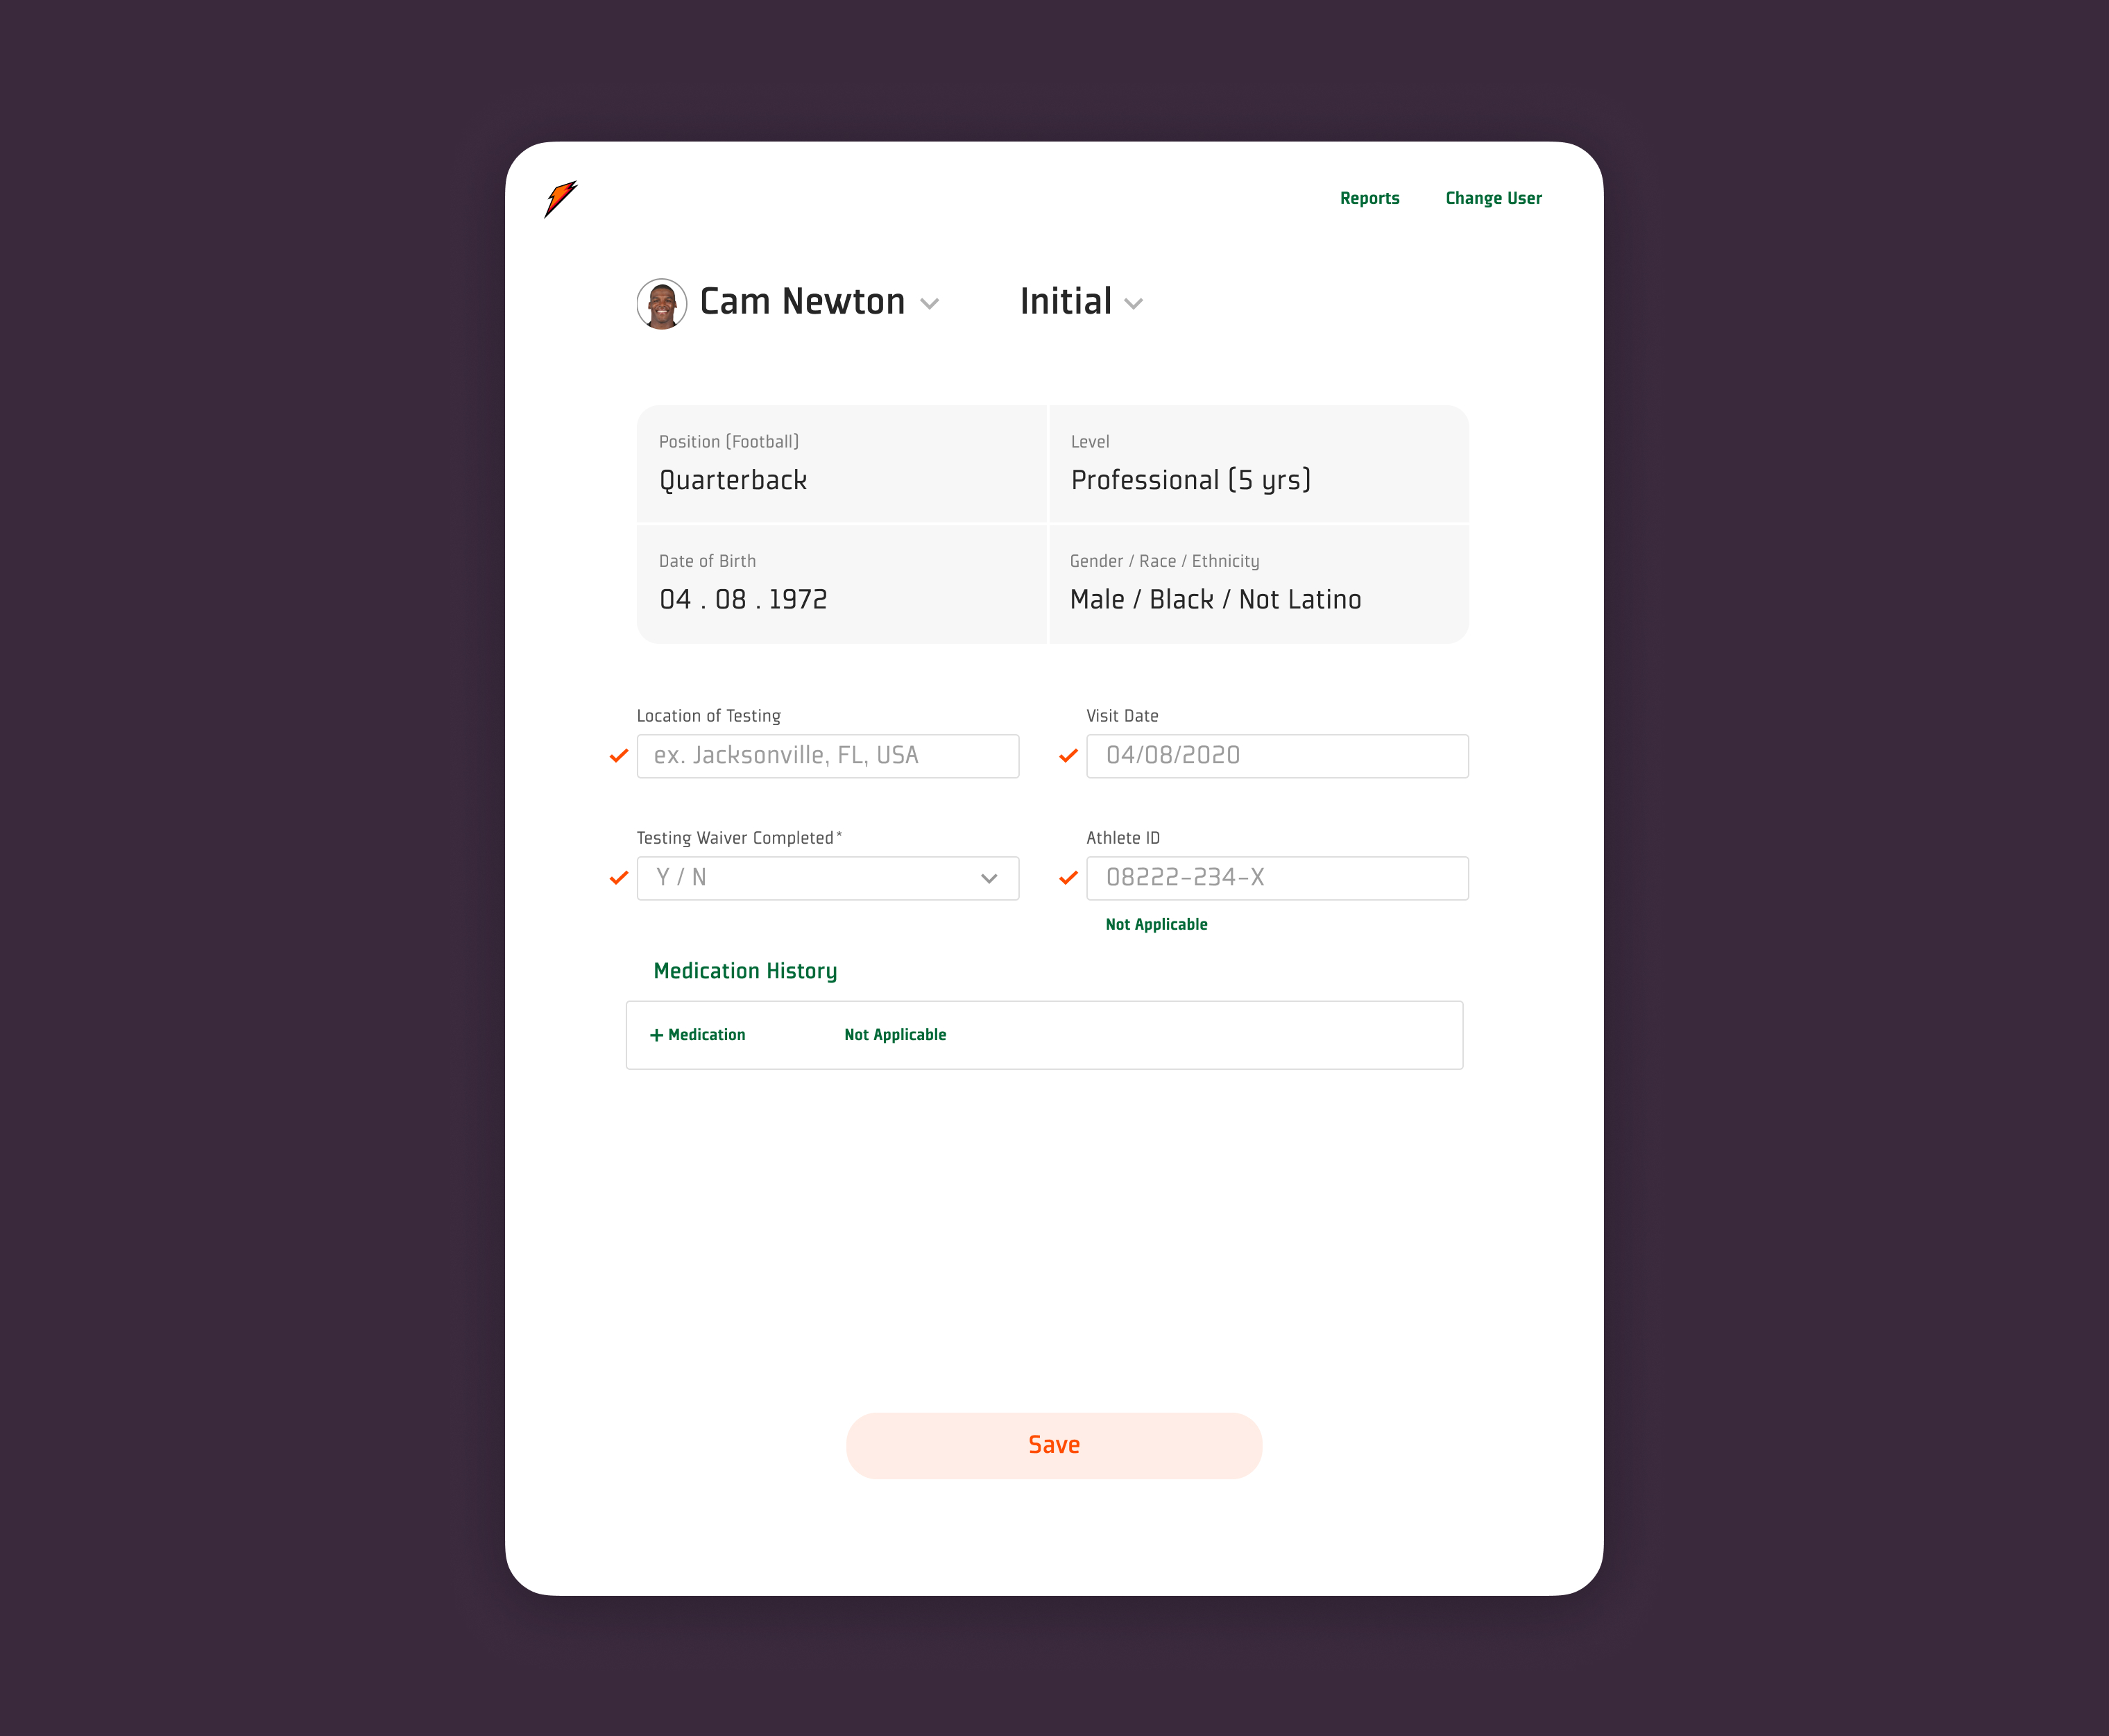 Reports Change User
Cam Newton Initial
Position (Football) Level
Quarterback Professional (5 yrs)
Date of Birth Gender / Race / Ethnicity
04 . 08 . 1972 Male / Black / Not Latino
Location of Testing Visit Date
ex. Jacksonville, FL, USA 04/08/2020
Testing Waiver Completed* Athlete ID
Y / N 08222-234-X
Not Applicable
Medication History
+ Medication Not Applicable
Save